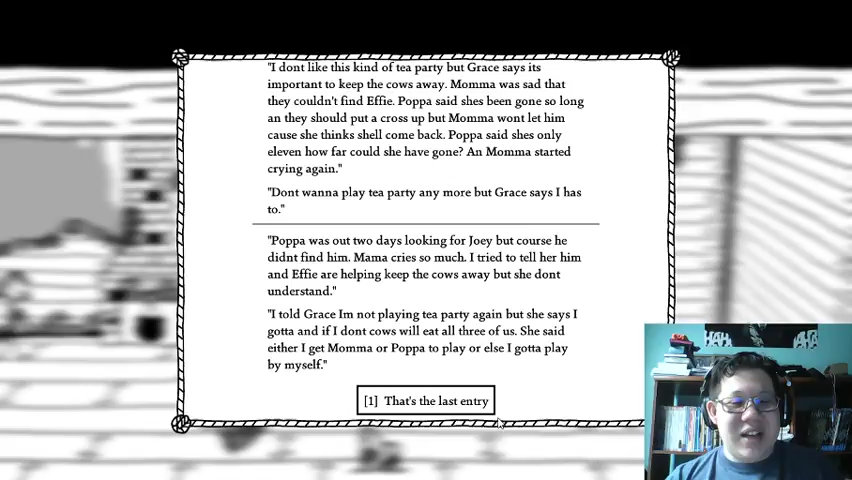 "I dont like this kind of tea party but Grace says its
important to keep the cows away. Momma was sad that
they couldn't find Effie. Poppa said shes been gone so long
an they should put a cross up but Momma wont let him
cause she thinks shell come back. Poppa said shes only
eleven how far could she have gone? An Momma started
crying again."
"Dont wanna play tea party any more but Grace says I has
to."
"Poppa was out two days looking for Joey but course he
didnt find him. Mama cries so much. I tried to tell her him
and Effie are helping keep the cows away but she dont
understand."
"I told Grace Im not playing tea party again but she says I
gotta and if I dont cows will eat all three of us. She said
either I get Momma or Poppa to play or else I gotta play
by myself."
[1] That's the last entry